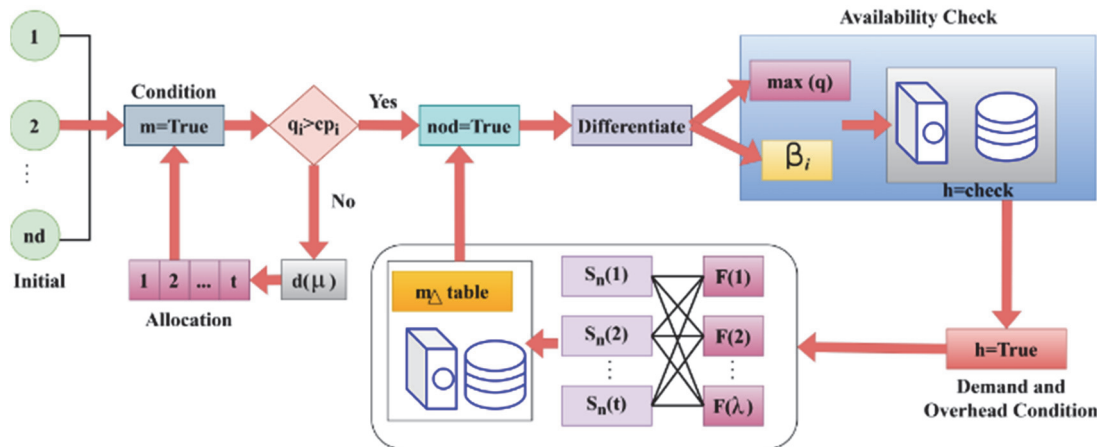 Availability Check
1
2
⋮
nd
Initial
Condition
m=True
q_i>cp_i
Yes
No
nod=True
Differentiate
max (q)
β_i
h=check
1 2 ... t
Allocation
d(μ)
m_△ table
S_n(1)
S_n(2)
⋮
S_n(t)
F(1)
F(2)
⋮
F(λ)
h=True
Demand and
Overhead Condition